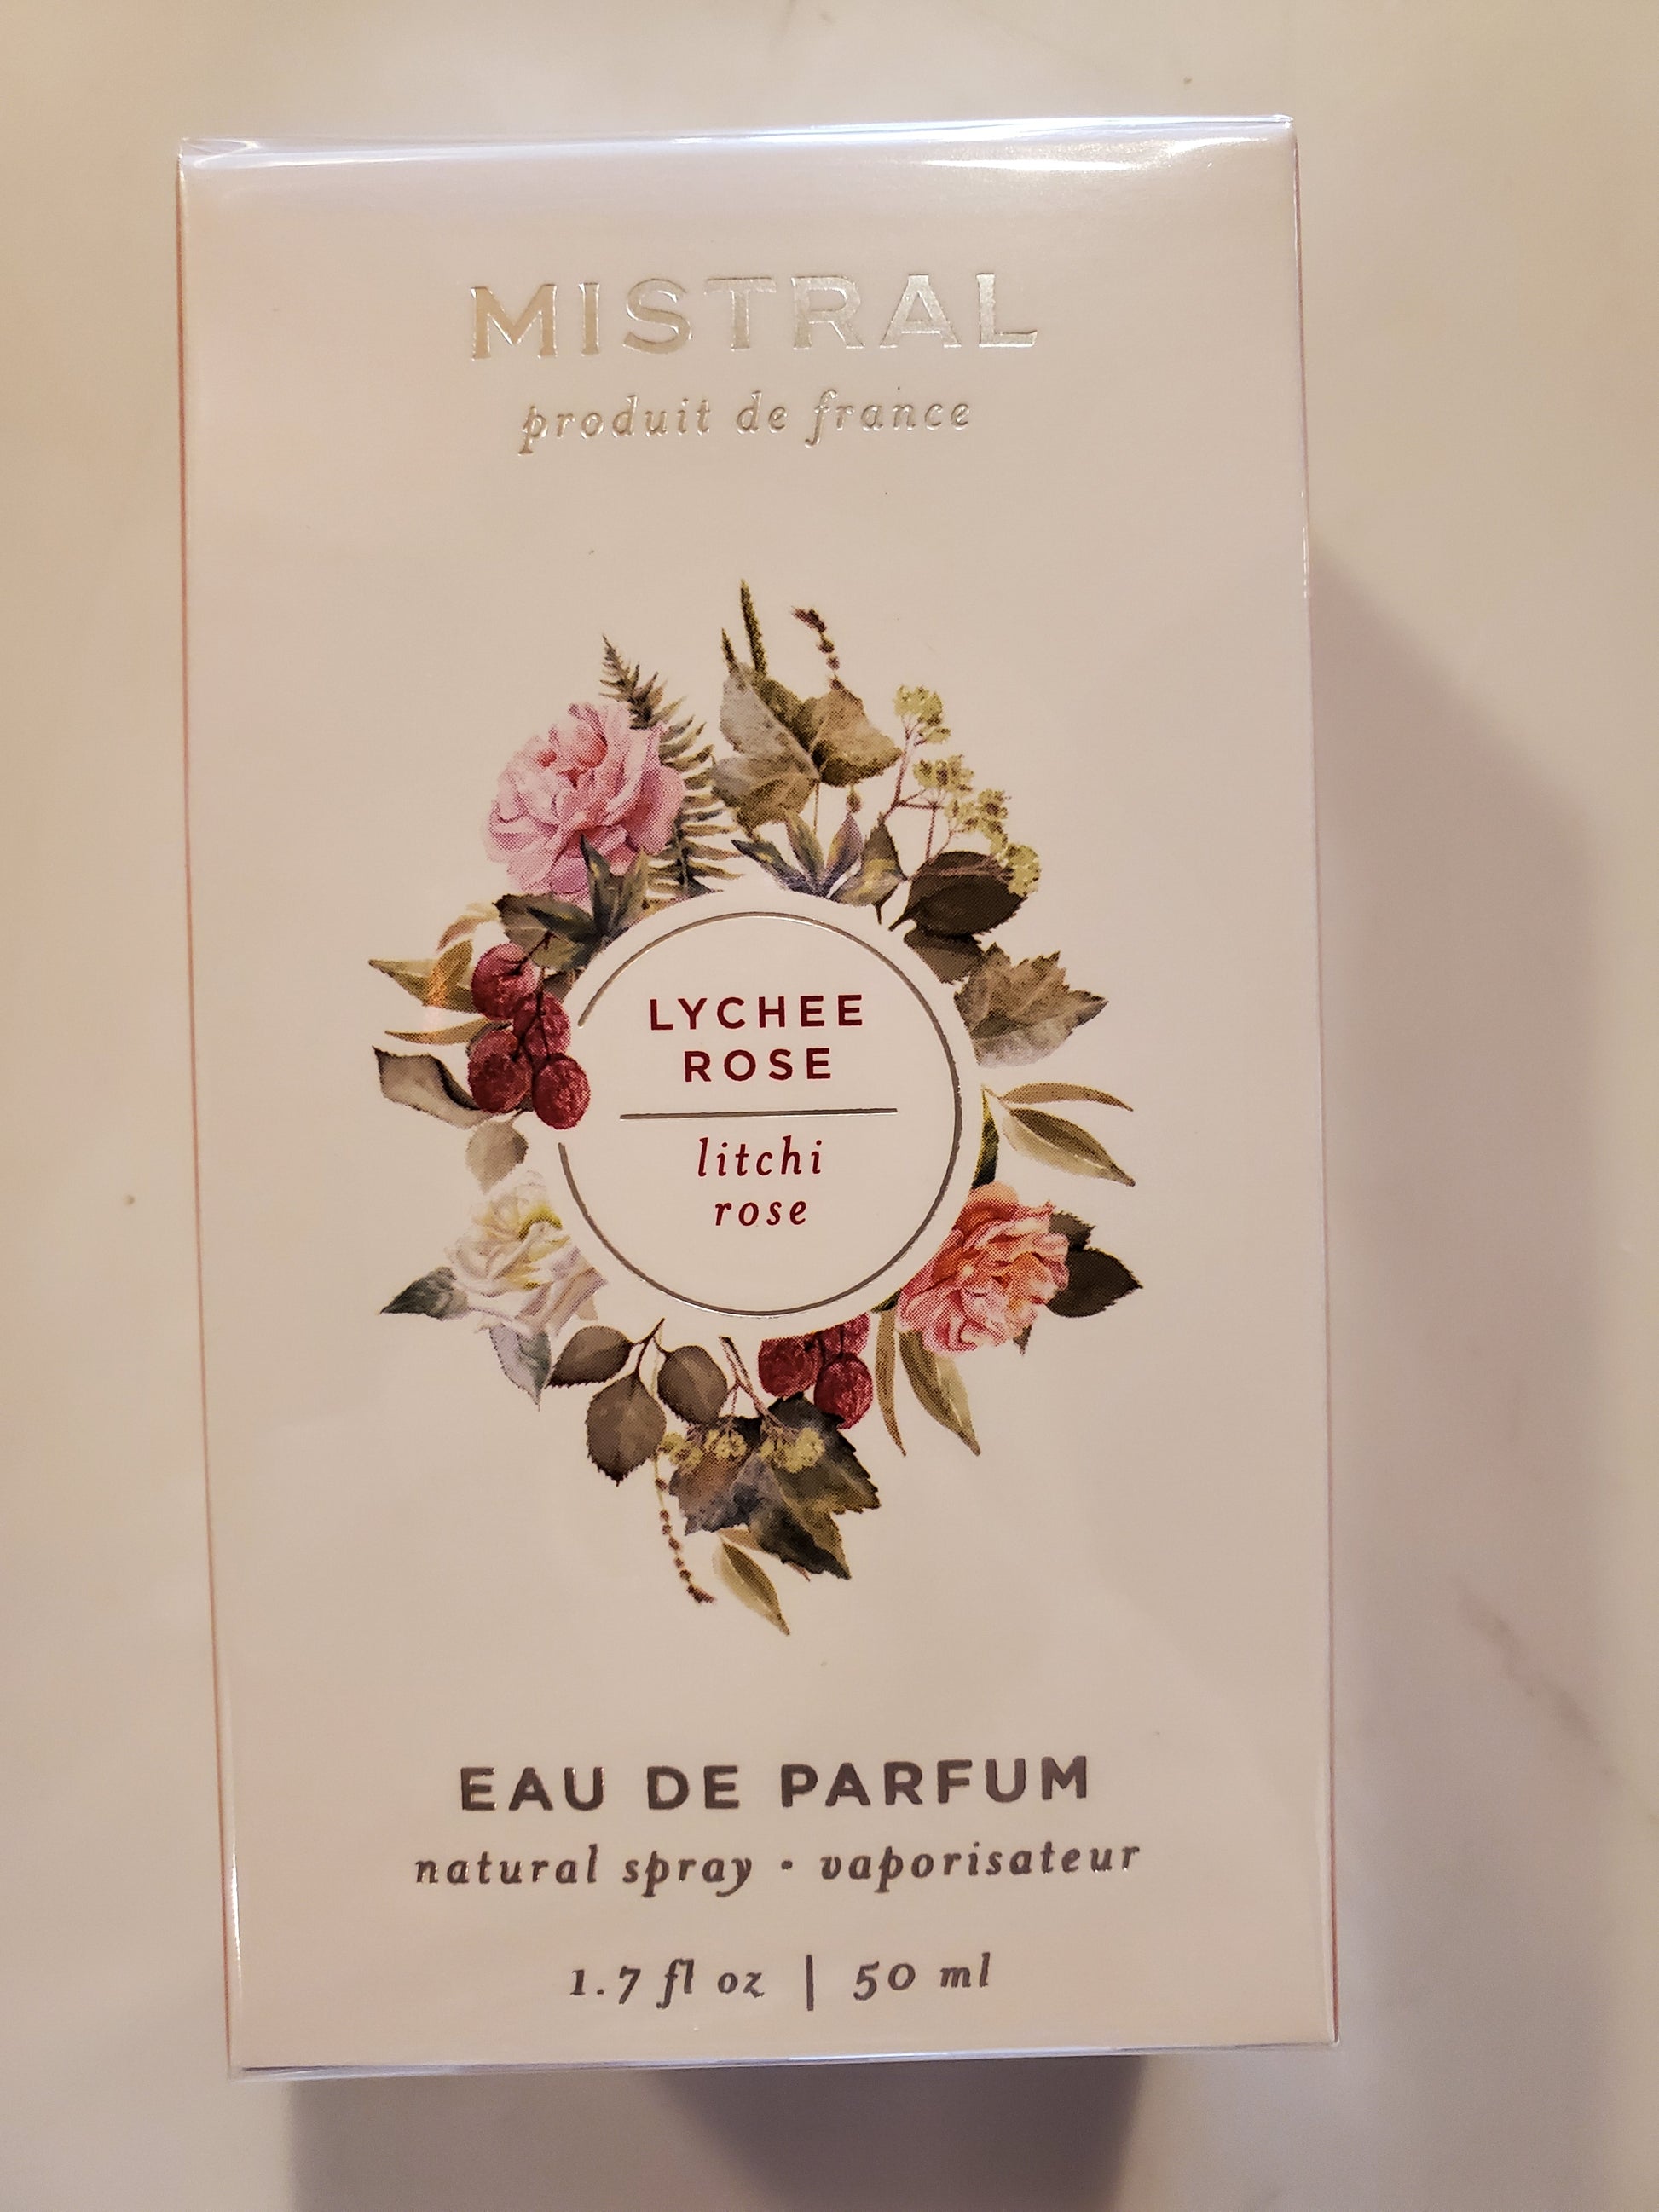 MISTRAL
produit de france
LYCHEE
ROSE
litchi
rose
EAU DE PARFUM
natural spray • vaporisateur
1.7 fl oz | 50 ml